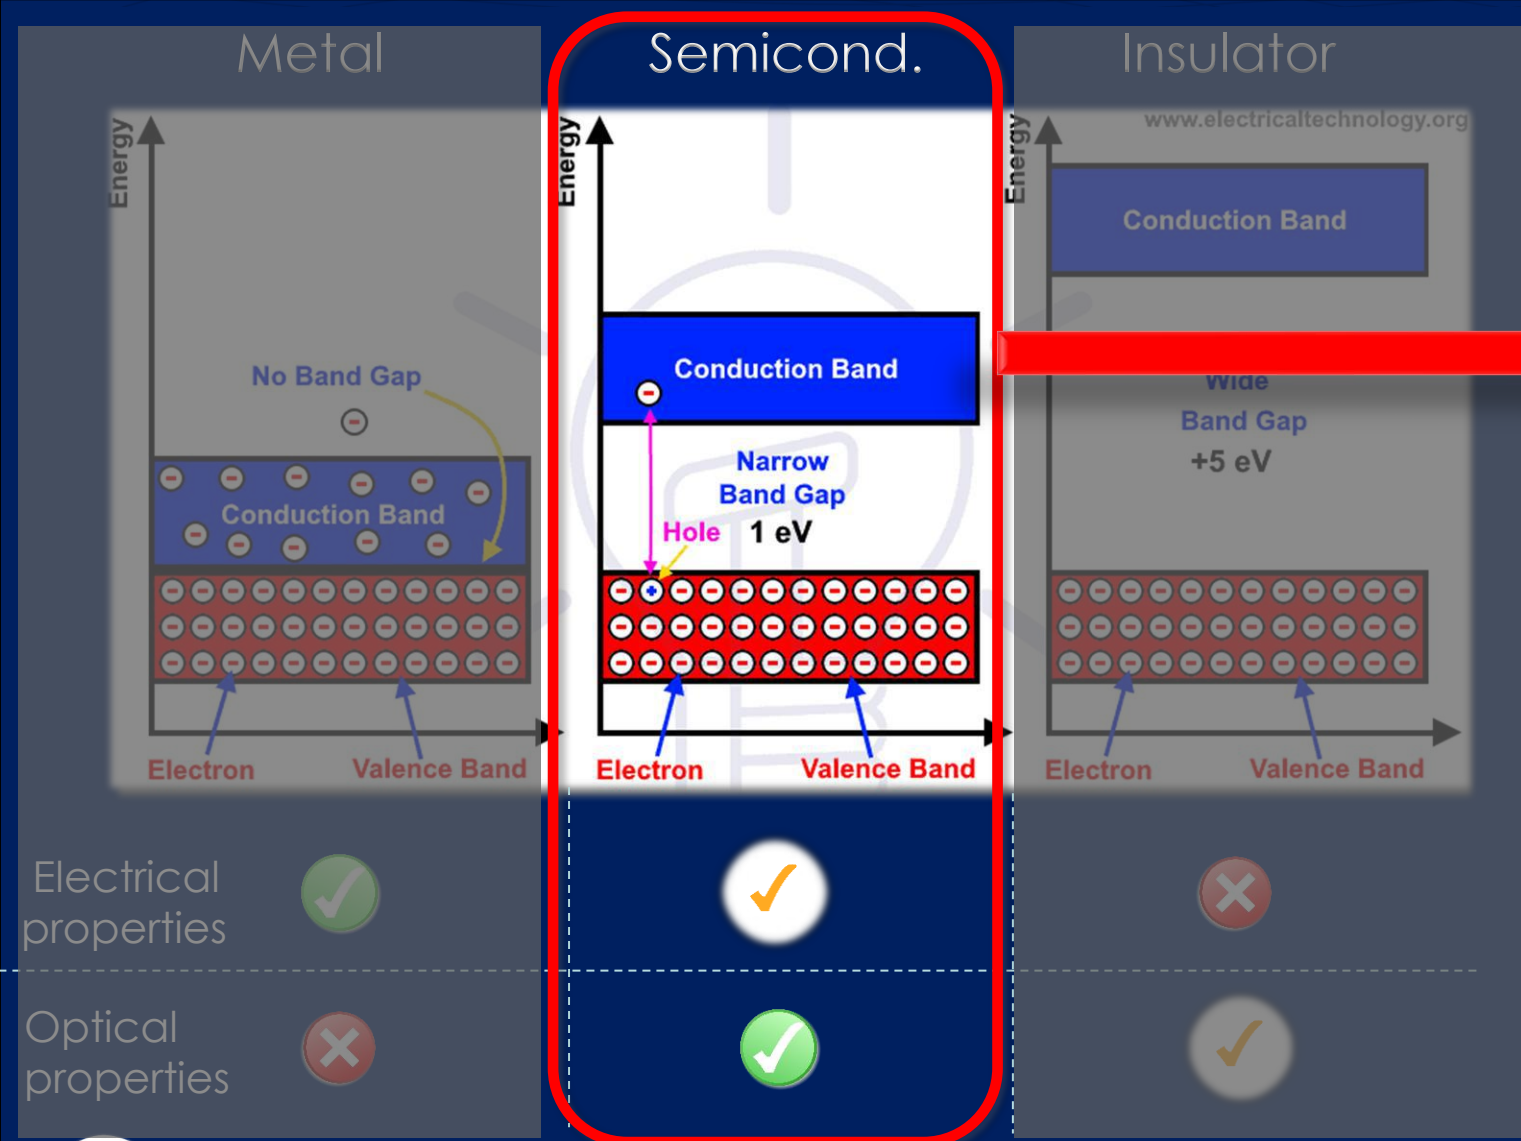 Metal
Semicond.
Insulator
Energy
No Band Gap
Conduction Band
Electron
Valence Band
Energy
Conduction Band
Narrow
Band Gap
Hole
1 eV
Electron
Valence Band
Energy
www.electricaltechnology.org
Conduction Band
Wide
Band Gap
+5 eV
Electron
Valence Band
Electrical
properties
Optical
properties